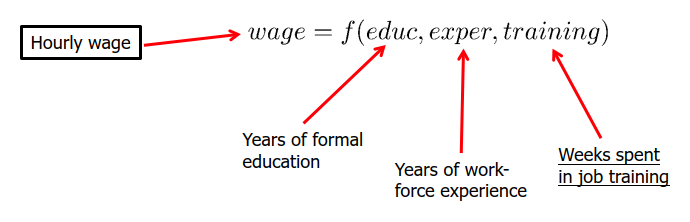 Hourly wage
wage = f(educ, exper, training)
Years of formal
education
Years of work-
force experience
Weeks spent
in job training